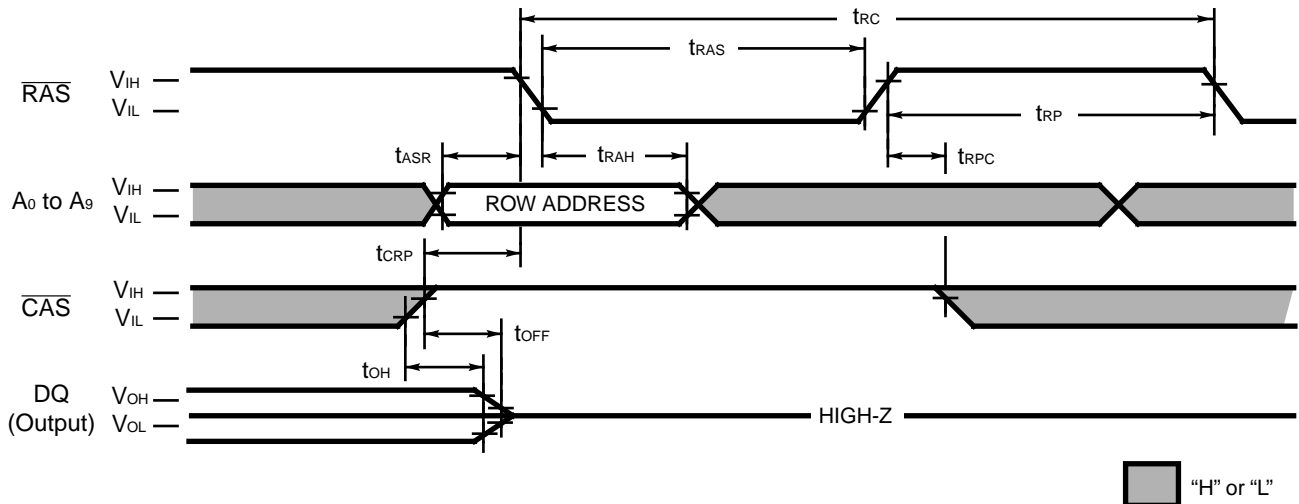 tRC
tRAS
RAS
VIH
VIL
tRP
tASR
tRAH
tRPC
A0 to A9
VIH
VIL
ROW ADDRESS
tCRP
CAS
VIH
VIL
tOFF
tOH
DQ
(Output)
VOH
VOL
HIGH-Z
“H” or “L”